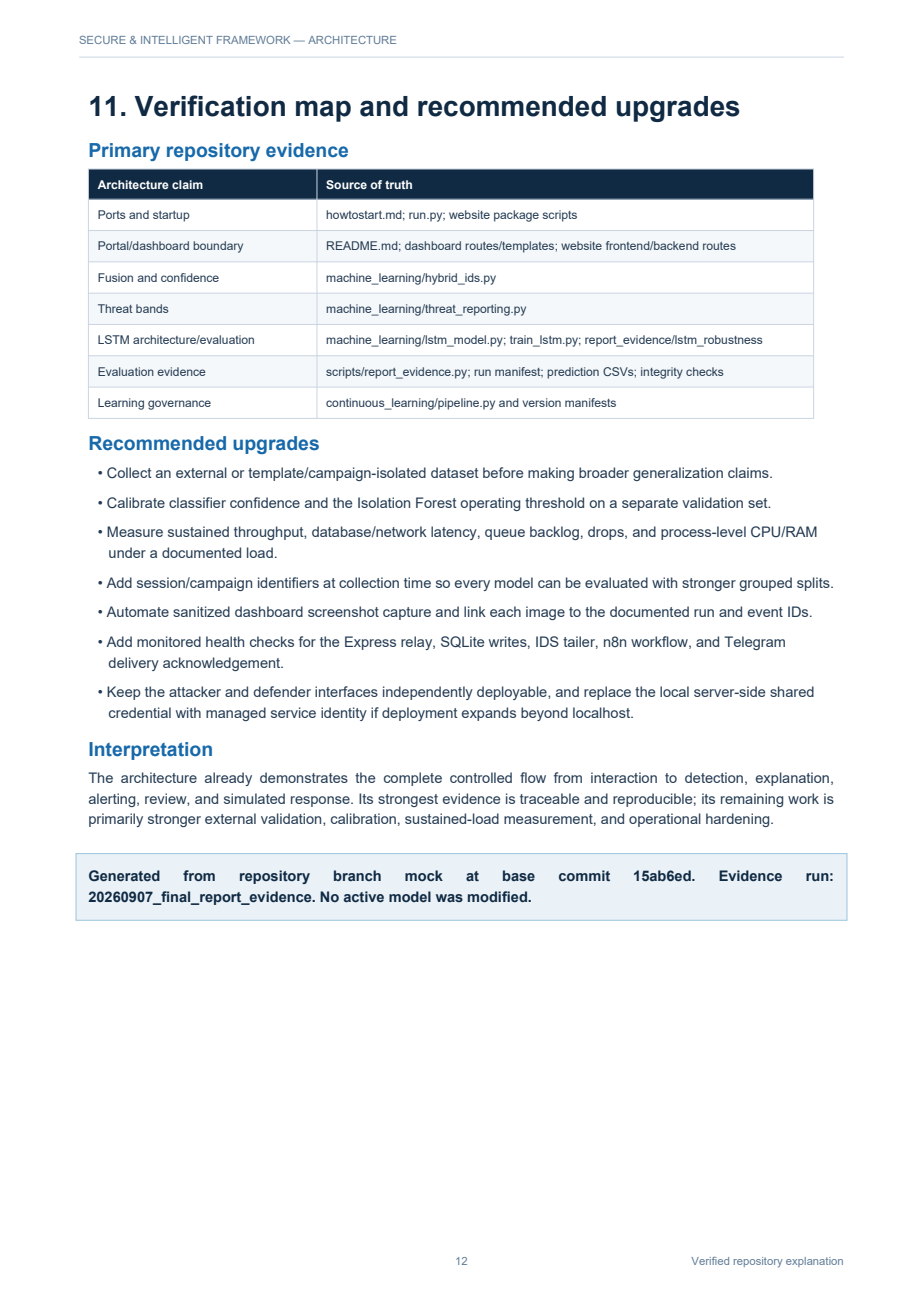 SECURE & INTELLIGENT FRAMEWORK — ARCHITECTURE
11. Verification map and recommended upgrades
Primary repository evidence
Architecture claim Source of truth
Ports and startup howtostart.md; run.py; website package scripts
Portal/dashboard boundary README.md; dashboard routes/templates; website frontend/backend routes
Fusion and confidence machine_learning/hybrid_ids.py
Threat bands machine_learning/threat_reporting.py
LSTM architecture/evaluation machine_learning/lstm_model.py; train_lstm.py; report_evidence/lstm_robustness
Evaluation evidence scripts/report_evidence.py; run manifest; prediction CSVs; integrity checks
Learning governance continuous_learning/pipeline.py and version manifests
Recommended upgrades
• Collect an external or template/campaign-isolated dataset before making broader generalization claims.
• Calibrate classifier confidence and the Isolation Forest operating threshold on a separate validation set.
• Measure sustained throughput, database/network latency, queue backlog, drops, and process-level CPU/RAM
under a documented load.
• Add session/campaign identifiers at collection time so every model can be evaluated with stronger grouped splits.
• Automate sanitized dashboard screenshot capture and link each image to the documented run and event IDs.
• Add monitored health checks for the Express relay, SQLite writes, IDS tailer, n8n workflow, and Telegram
delivery acknowledgement.
• Keep the attacker and defender interfaces independently deployable, and replace the local server-side shared
credential with managed service identity if deployment expands beyond localhost.
Interpretation
The architecture already demonstrates the complete controlled flow from interaction to detection, explanation,
alerting, review, and simulated response. Its strongest evidence is traceable and reproducible; its remaining work is
primarily stronger external validation, calibration, sustained-load measurement, and operational hardening.
Generated from repository branch mock at base commit 15ab6ed. Evidence run:
20260907_final_report_evidence. No active model was modified.
12 Verified repository explanation